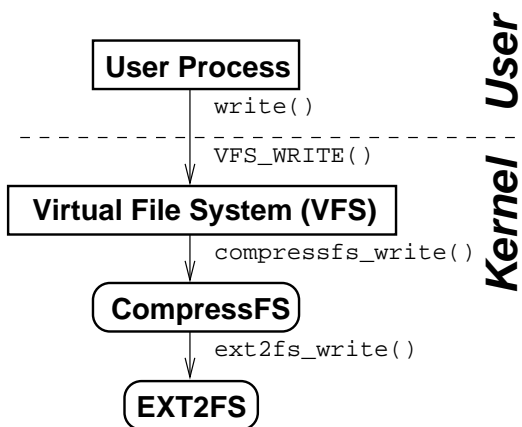 User
User Process
write()
VFS_WRITE()
Kernel
Virtual File System (VFS)
compressfs_write()
CompressFS
ext2fs_write()
EXT2FS